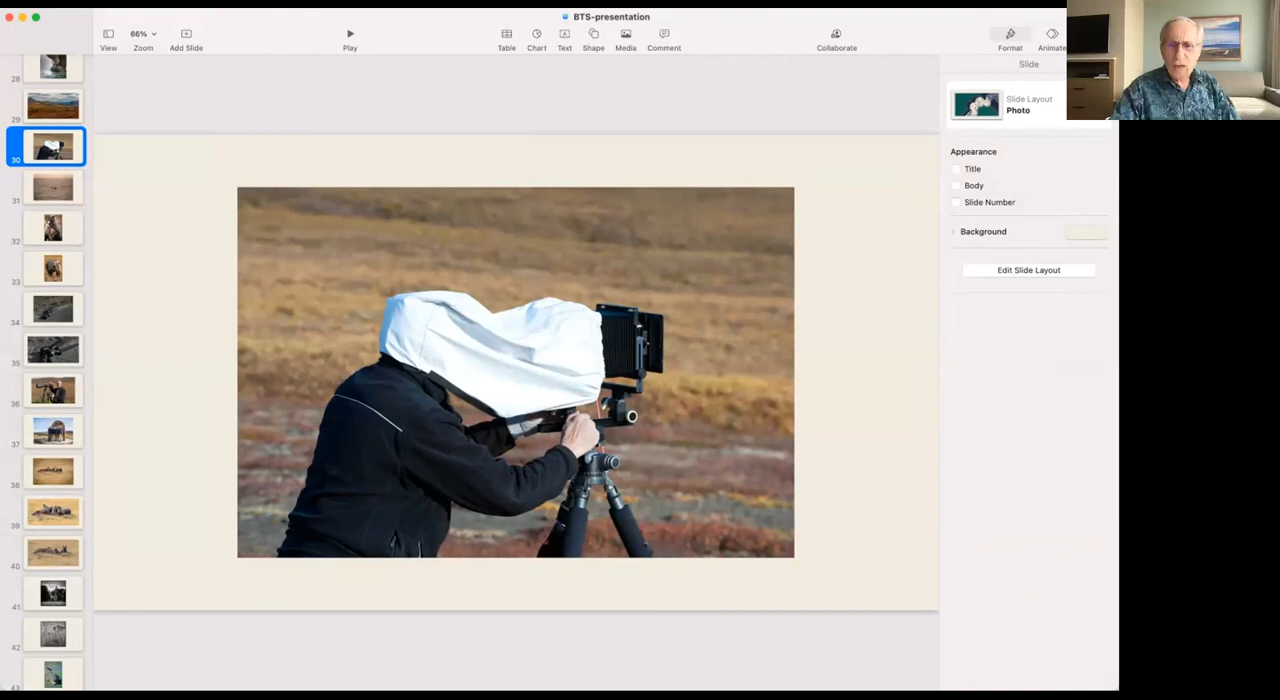 BTS-presentation
66%
View
Zoom
Add Slide
Play
Table
Chart
Text
Shape
Media
Comment
Collaborate
Format
Animate
Slide
Slide Layout
Photo
Appearance
Title
Body
Slide Number
Background
Edit Slide Layout
28
29
30
31
32
33
34
35
36
37
38
39
40
41
42
43